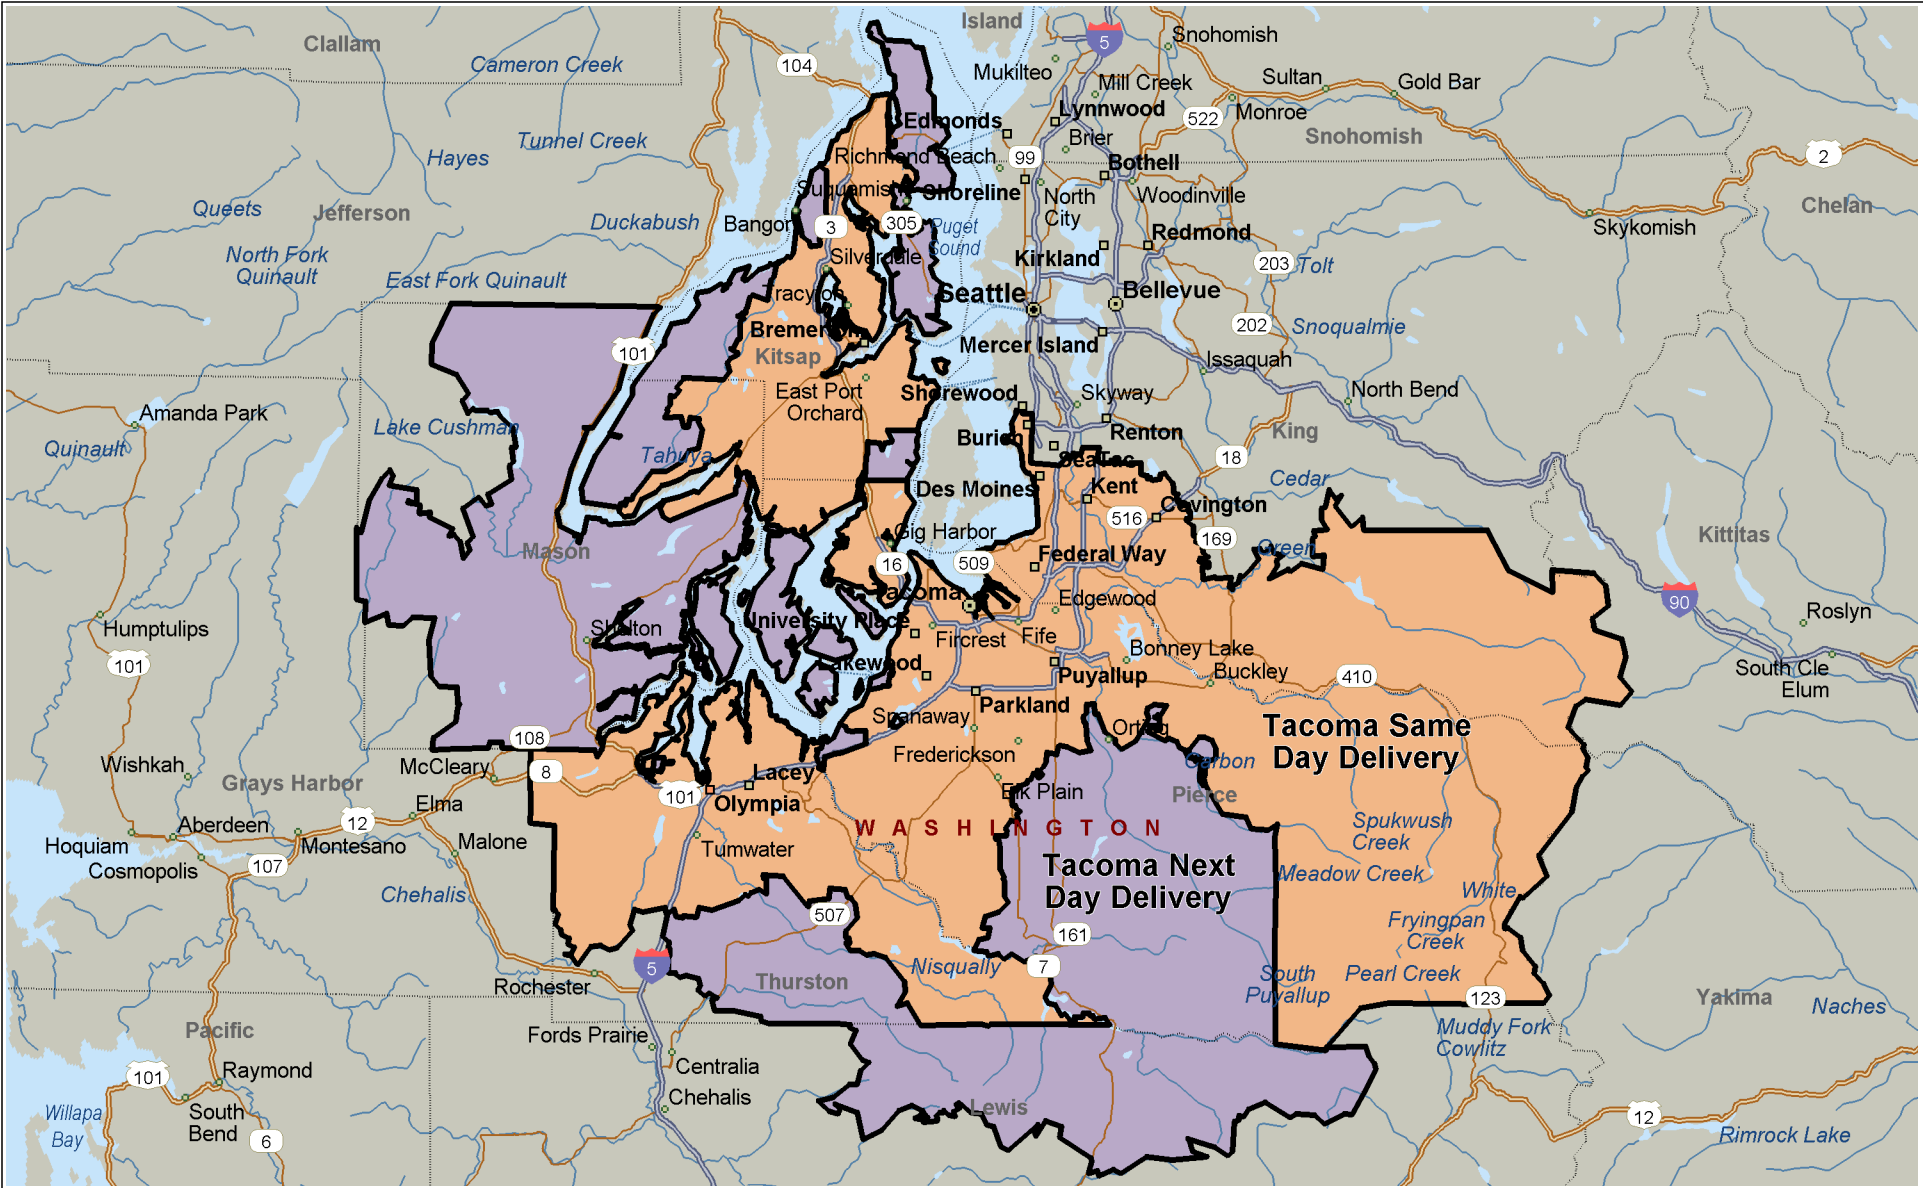 Island
Clallam
Cameron Creek
104
5
Snohomish
Mukilteo
Mill Creek
Sultan
Gold Bar
Lynnwood
Monroe
522
Edmonds
Brier
Snohomish
Tunnel Creek
Hayes
Richmond Beach
99
Bothell
2
Suquamish
Shoreline
North
City
Woodinville
Queets
Jefferson
Duckabush
Bangor
3
305
Puget
Sound
Redmond
Skykomish
Chelan
North Fork
Quinault
East Fork Quinault
Silverdale
Kirkland
203
Tolt
Tracyton
Seattle
Bellevue
Bremerton
202
Snoqualmie
101
Kitsap
Mercer Island
Issaquah
East Port
Orchard
Shorewood
Skyway
North Bend
Amanda Park
Lake Cushman
Quinault
Tahuya
Burien
Renton
King
SeaTac
18
Des Moines
Kent
Cedar
Covington
516
Gig Harbor
169
Mason
Federal Way
Green
Kittitas
16
509
Tacoma
Edgewood
90
Roslyn
Humptulips
Shelton
University Place
Fircrest
Fife
101
Lakewood
Bonney Lake
Buckley
Puyallup
410
South Cle
Elum
Parkland
Spanaway
Orting
Tacoma Same
Day Delivery
108
Frederickson
Carbon
Wishkah
Grays Harbor
McCleary
8
Lacey
Elk Plain
Pierce
101
Olympia
Elma
12
WASHINGTON
Spukwush
Creek
Aberdeen
Hoquiam
Montesano
Malone
Tumwater
Cosmopolis
107
Tacoma Next
Day Delivery
Meadow Creek
Chehalis
White
507
Fryingpan
Creek
161
5
Nisqually
7
Rochester
Thurston
South
Puyallup
Pearl Creek
123
Yakima
Naches
Pacific
Fords Prairie
Muddy Fork
Cowlitz
Centralia
101
Raymond
Chehalis
Willapa
Bay
South
Bend
6
Lewis
12
Rimrock Lake